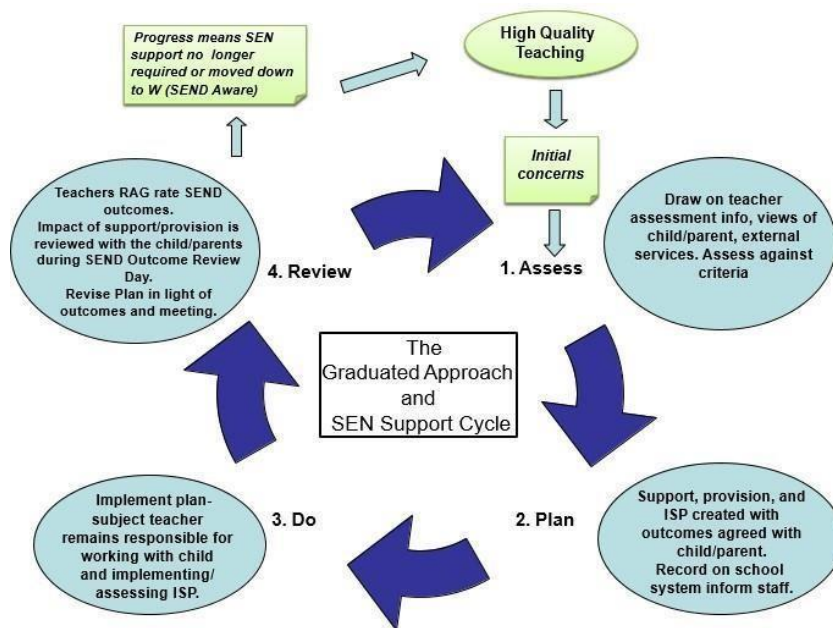 Progress means SEN
support no longer
required or moved down
to W (SEND Aware)
High Quality
Teaching
Initial
concerns
Teachers RAG rate SEND
outcomes.
Impact of support/provision is
reviewed with the child/parents
during SEND Outcome Review
Day.
Revise Plan in light of
outcomes and meeting.
4. Review
1. Assess
Draw on teacher
assessment info, views of
child/parent, external
services. Assess against
criteria
The
Graduated Approach
and
SEN Support Cycle
Implement plan-
subject teacher
remains responsible for
working with child
and implementing/
assessing ISP.
3. Do
2. Plan
Support, provision, and
ISP created with
outcomes agreed with
child/parent.
Record on school
system inform staff.